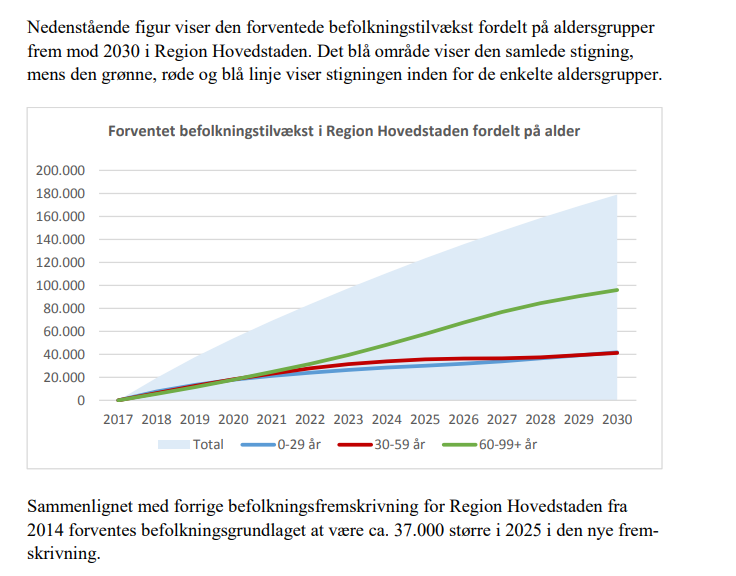 Nedenstående figur viser den forventede befolkningstilvækst fordelt på aldersgrupper
frem mod 2030 i Region Hovedstaden. Det blå område viser den samlede stigning,
mens den grønne, røde og blå linje viser stigningen inden for de enkelte aldersgrupper.
Forventet befolkningstilvækst i Region Hovedstaden fordelt på alder
200.000
180.000
160.000
140.000
120.000
100.000
80.000
60.000
40.000
20.000
0
2017 2018 2019 2020 2021 2022 2023 2024 2025 2026 2027 2028 2029 2030
Total 0-29 år 30-59 år 60-99+ år
Sammenlignet med forrige befolkningsfremskrivning for Region Hovedstaden fra
2014 forventes befolkningsgrundlaget at være ca. 37.000 større i 2025 i den nye frem-
skrivning.